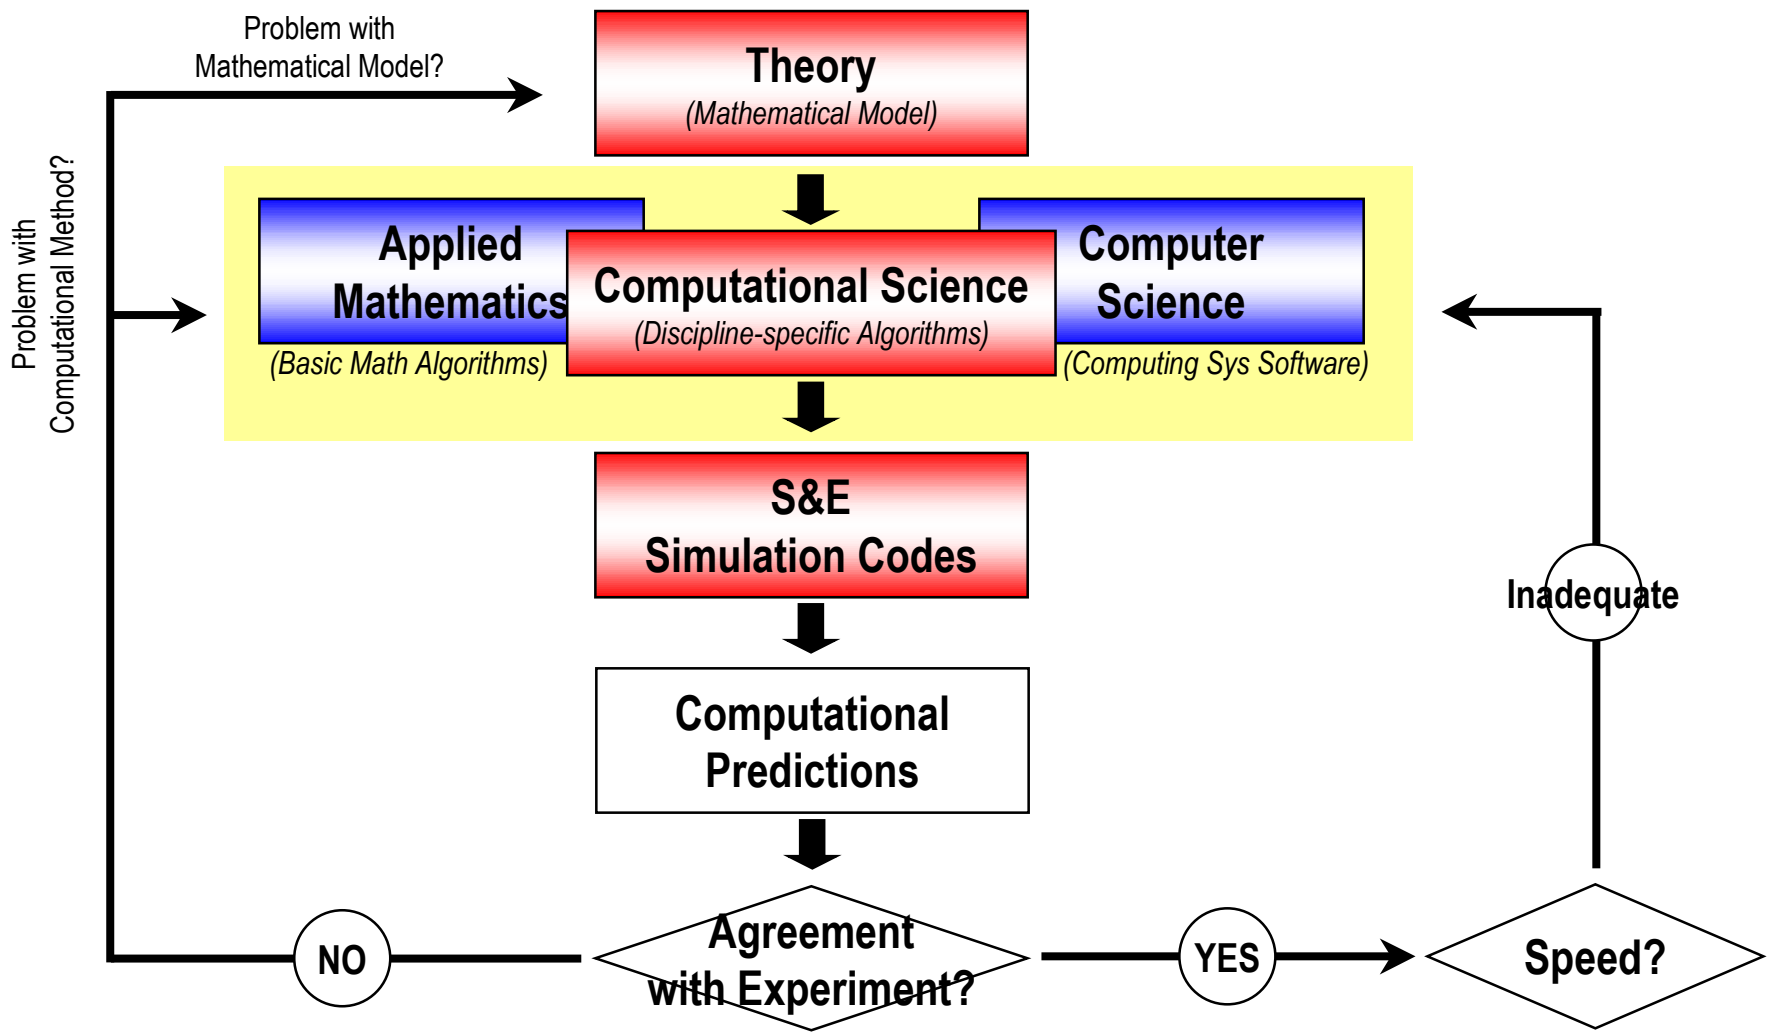 Problem with
Mathematical Model?
Theory
(Mathematical Model)
Problem with
Computational Method?
Applied
Mathematics
(Basic Math Algorithms)
Computational Science
(Discipline-specific Algorithms)
Computer
Science
(Computing Sys Software)
S&E
Simulation Codes
Inadequate
Computational
Predictions
NO
Agreement
with Experiment?
YES
Speed?